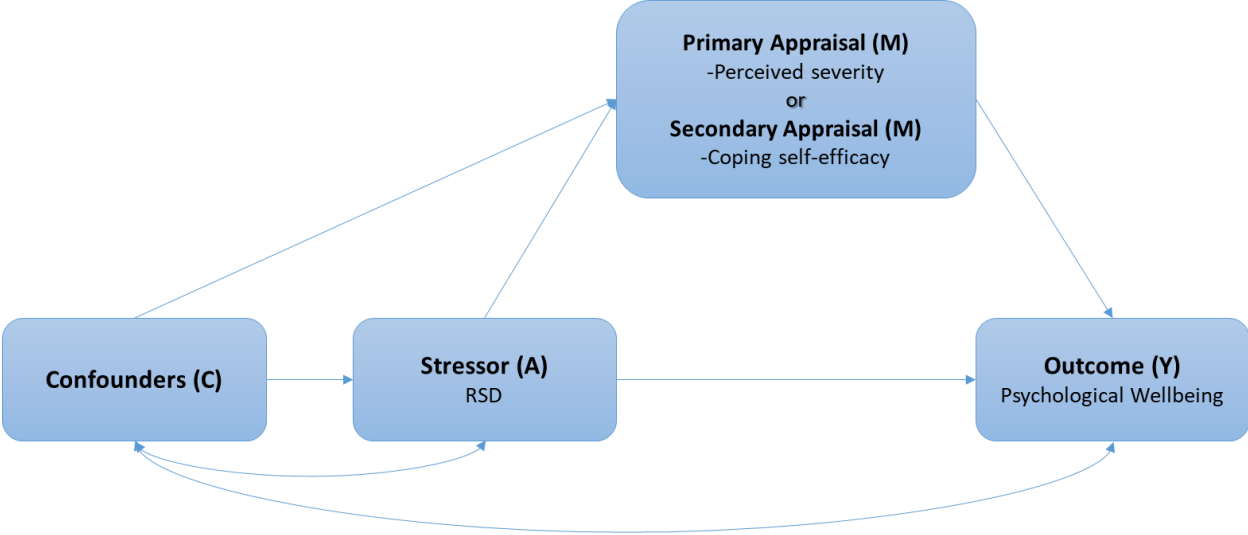 Primary Appraisal (M)
-Perceived severity
or
Secondary Appraisal (M)
-Coping self-efficacy
Confounders (C)
Stressor (A)
RSD
Outcome (Y)
Psychological Wellbeing